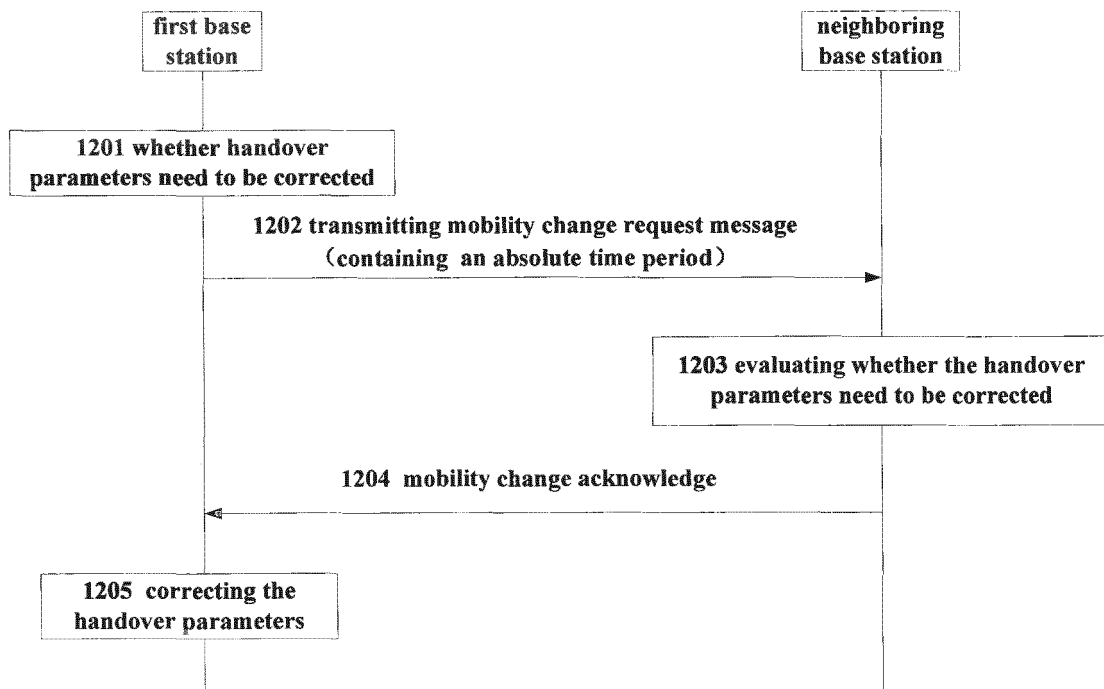 first base
station
neighboring
base station
1201 whether handover
parameters need to be corrected
1202 transmitting mobility change request message
（containing an absolute time period）
1203 evaluating whether the handover
parameters need to be corrected
1204 mobility change acknowledge
1205 correcting the
handover parameters